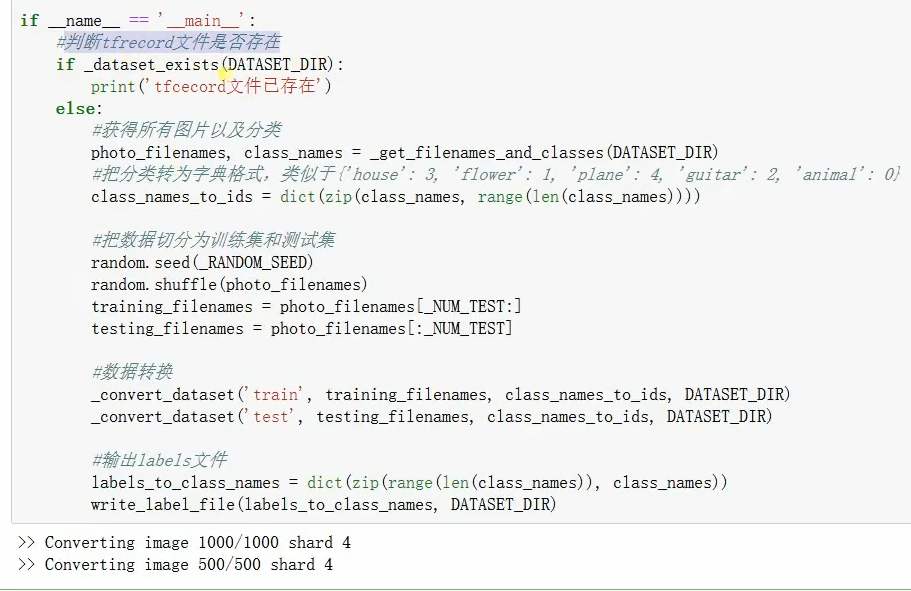 if __name__ == '__main__':
#判断tfrecord文件是否存在
if _dataset_exists(DATASET_DIR):
print('tfcecord文件已存在')
else:
#获得所有图片以及分类
photo_filenames, class_names = _get_filenames_and_classes(DATASET_DIR)
#把分类转为字典格式，类似于{'house': 3, 'flower': 1, 'plane': 4, 'guitar': 2, 'animal': 0}
class_names_to_ids = dict(zip(class_names, range(len(class_names))))
#把数据切分为训练集和测试集
random.seed(_RANDOM_SEED)
random.shuffle(photo_filenames)
training_filenames = photo_filenames[_NUM_TEST:]
testing_filenames = photo_filenames[:_NUM_TEST]
#数据转换
_convert_dataset('train', training_filenames, class_names_to_ids, DATASET_DIR)
_convert_dataset('test', testing_filenames, class_names_to_ids, DATASET_DIR)
#输出labels文件
labels_to_class_names = dict(zip(range(len(class_names)), class_names))
write_label_file(labels_to_class_names, DATASET_DIR)
>> Converting image 1000/1000 shard 4
>> Converting image 500/500 shard 4